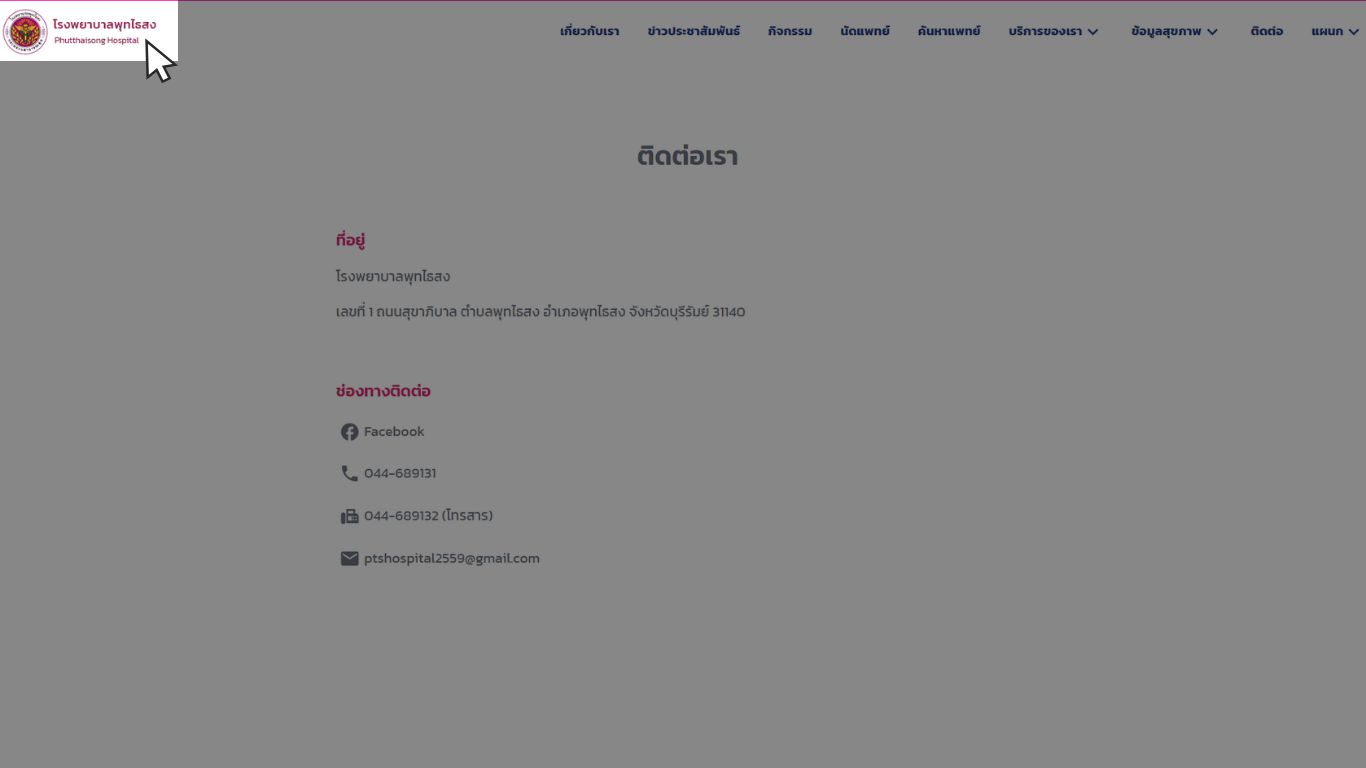 โรงพยาบาลพุทไธสง
Phutthaisong Hospital
เกี่ยวกับเรา ข่าวประชาสัมพันธ์ กิจกรรม นัดแพทย์ ค้นหาแพทย์ บริการของเรา ข้อมูลสุขภาพ ติดต่อ แผนก
ติดต่อเรา
ที่อยู่
โรงพยาบาลพุทไธสง
เลขที่ 1 ถนนสุขาภิบาล ตำบลพุทไธสง อำเภอพุทไธสง จังหวัดบุรีรัมย์ 31140
ช่องทางติดต่อ
Facebook
044-689131
044-689132 (โทรสาร)
ptshospital2559@gmail.com